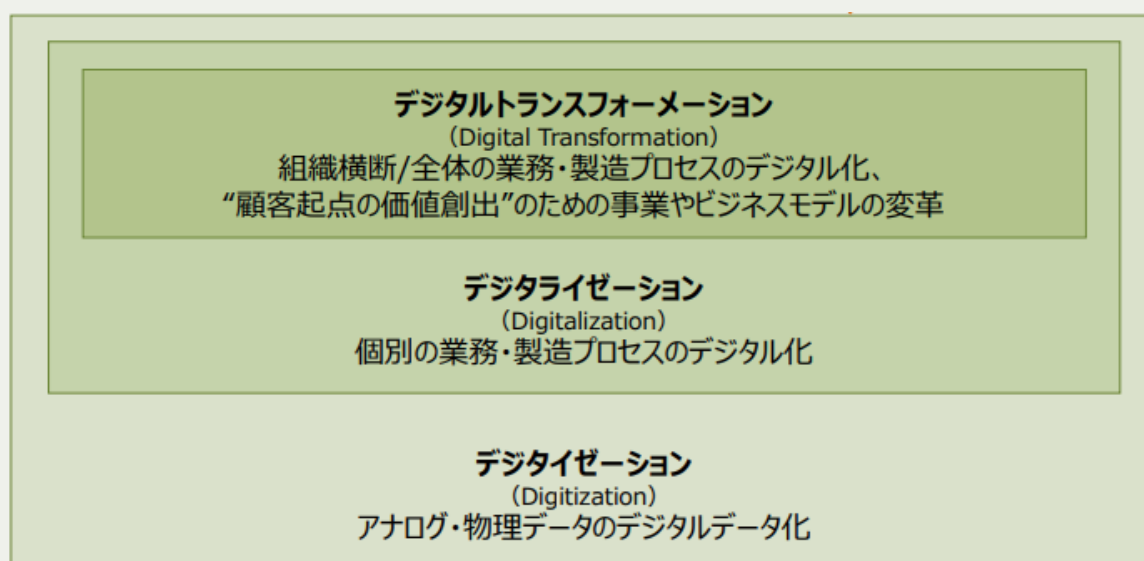 デジタルトランスフォーメーション
（Digital Transformation）
組織横断/全体の業務・製造プロセスのデジタル化、
“顧客起点の価値創出”のための事業やビジネスモデルの変革
デジタライゼーション
（Digitalization）
個別の業務・製造プロセスのデジタル化
デジタイゼーション
（Digitization）
アナログ・物理データのデジタルデータ化